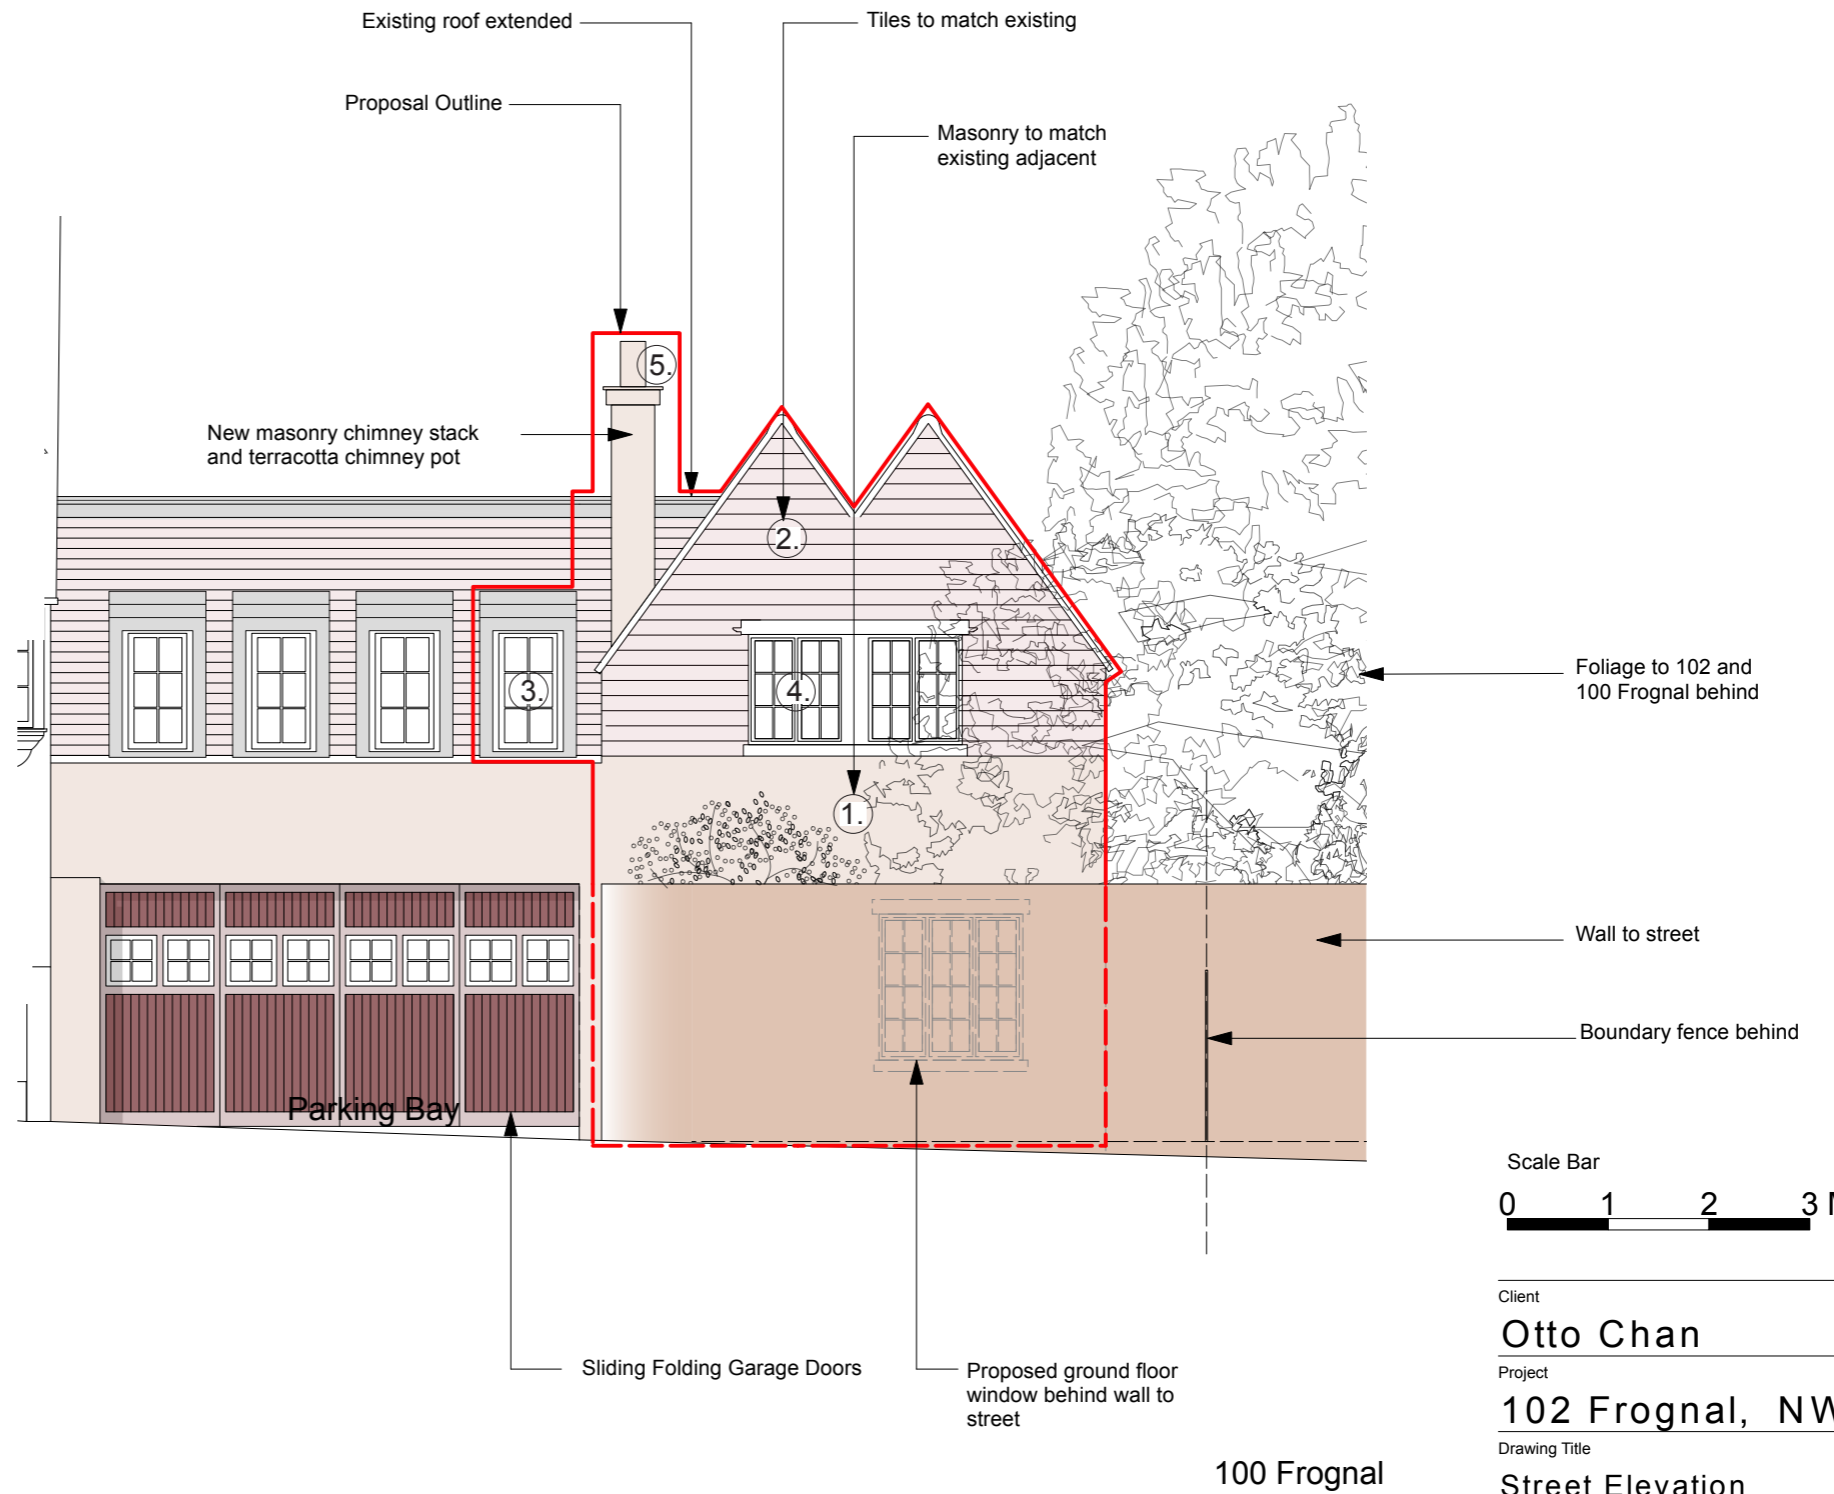 Existing roof extended
Tiles to match existing
Proposal Outline
Masonry to match
existing adjacent
5.
New masonry chimney stack
and terracotta chimney pot
2.
3.
4.
Foliage to 102 and
100 Frognal behind
1.
Wall to street
Boundary fence behind
Parking Bay
Scale Bar
0 1 2 3 M
Client
Otto Chan
Project
102 Frognal, NW
Drawing Title
Street Elevation
Sliding Folding Garage Doors
Proposed ground floor
window behind wall to
street
100 Frognal